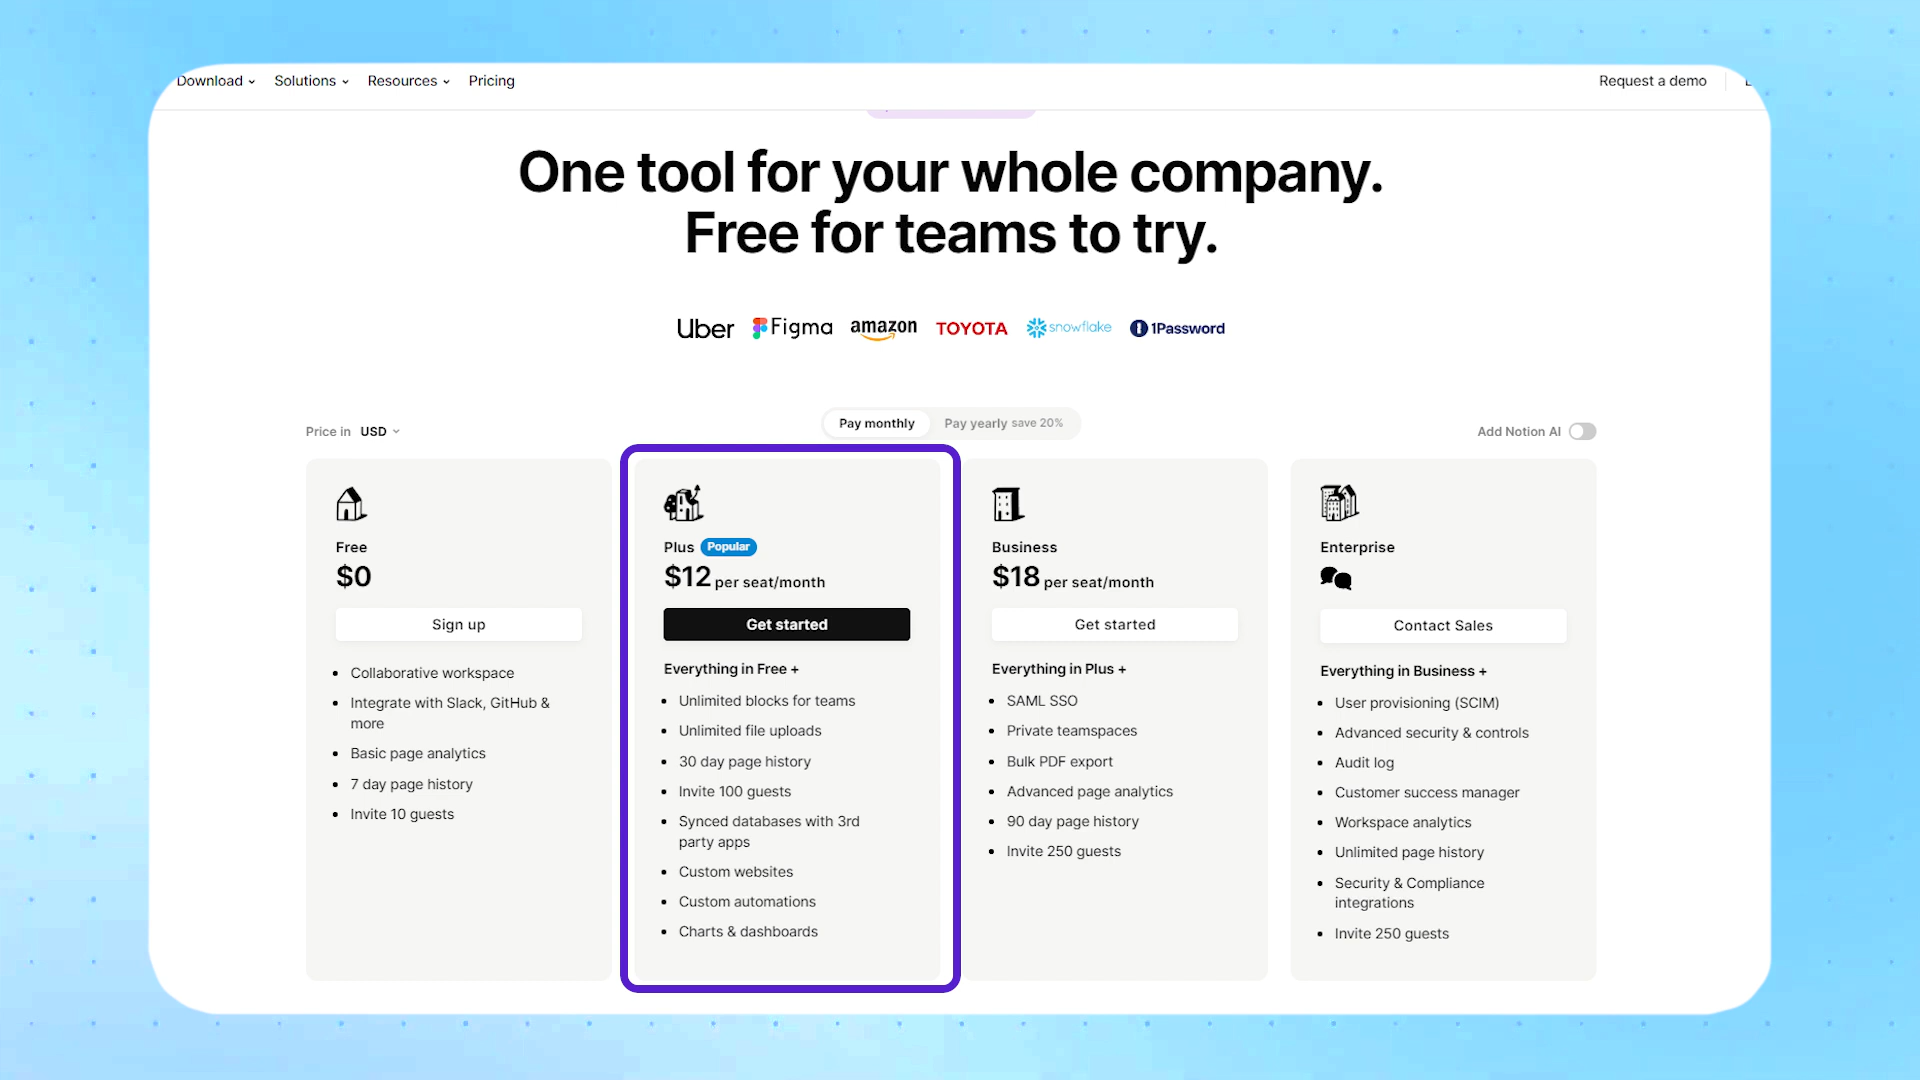 Download
Solutions
Resources
Pricing
Request a demo
One tool for your whole company.
Free for teams to try.
Uber
Figma
amazon
TOYOTA
snowflake
1Password
Price in USD
Pay monthly
Pay yearly save 20%
Add Notion AI
Free
$0
Sign up
Collaborative workspace
Integrate with Slack, GitHub &
more
Basic page analytics
7 day page history
Invite 10 guests
Plus Popular
$12 per seat/month
Get started
Everything in Free +
Unlimited blocks for teams
Unlimited file uploads
30 day page history
Invite 100 guests
Synced databases with 3rd
party apps
Custom websites
Custom automations
Charts & dashboards
Business
$18 per seat/month
Get started
Everything in Plus +
SAML SSO
Private teamspaces
Bulk PDF export
Advanced page analytics
90 day page history
Invite 250 guests
Enterprise
Contact Sales
Everything in Business +
User provisioning (SCIM)
Advanced security & controls
Audit log
Customer success manager
Workspace analytics
Unlimited page history
Security & Compliance
integrations
Invite 250 guests